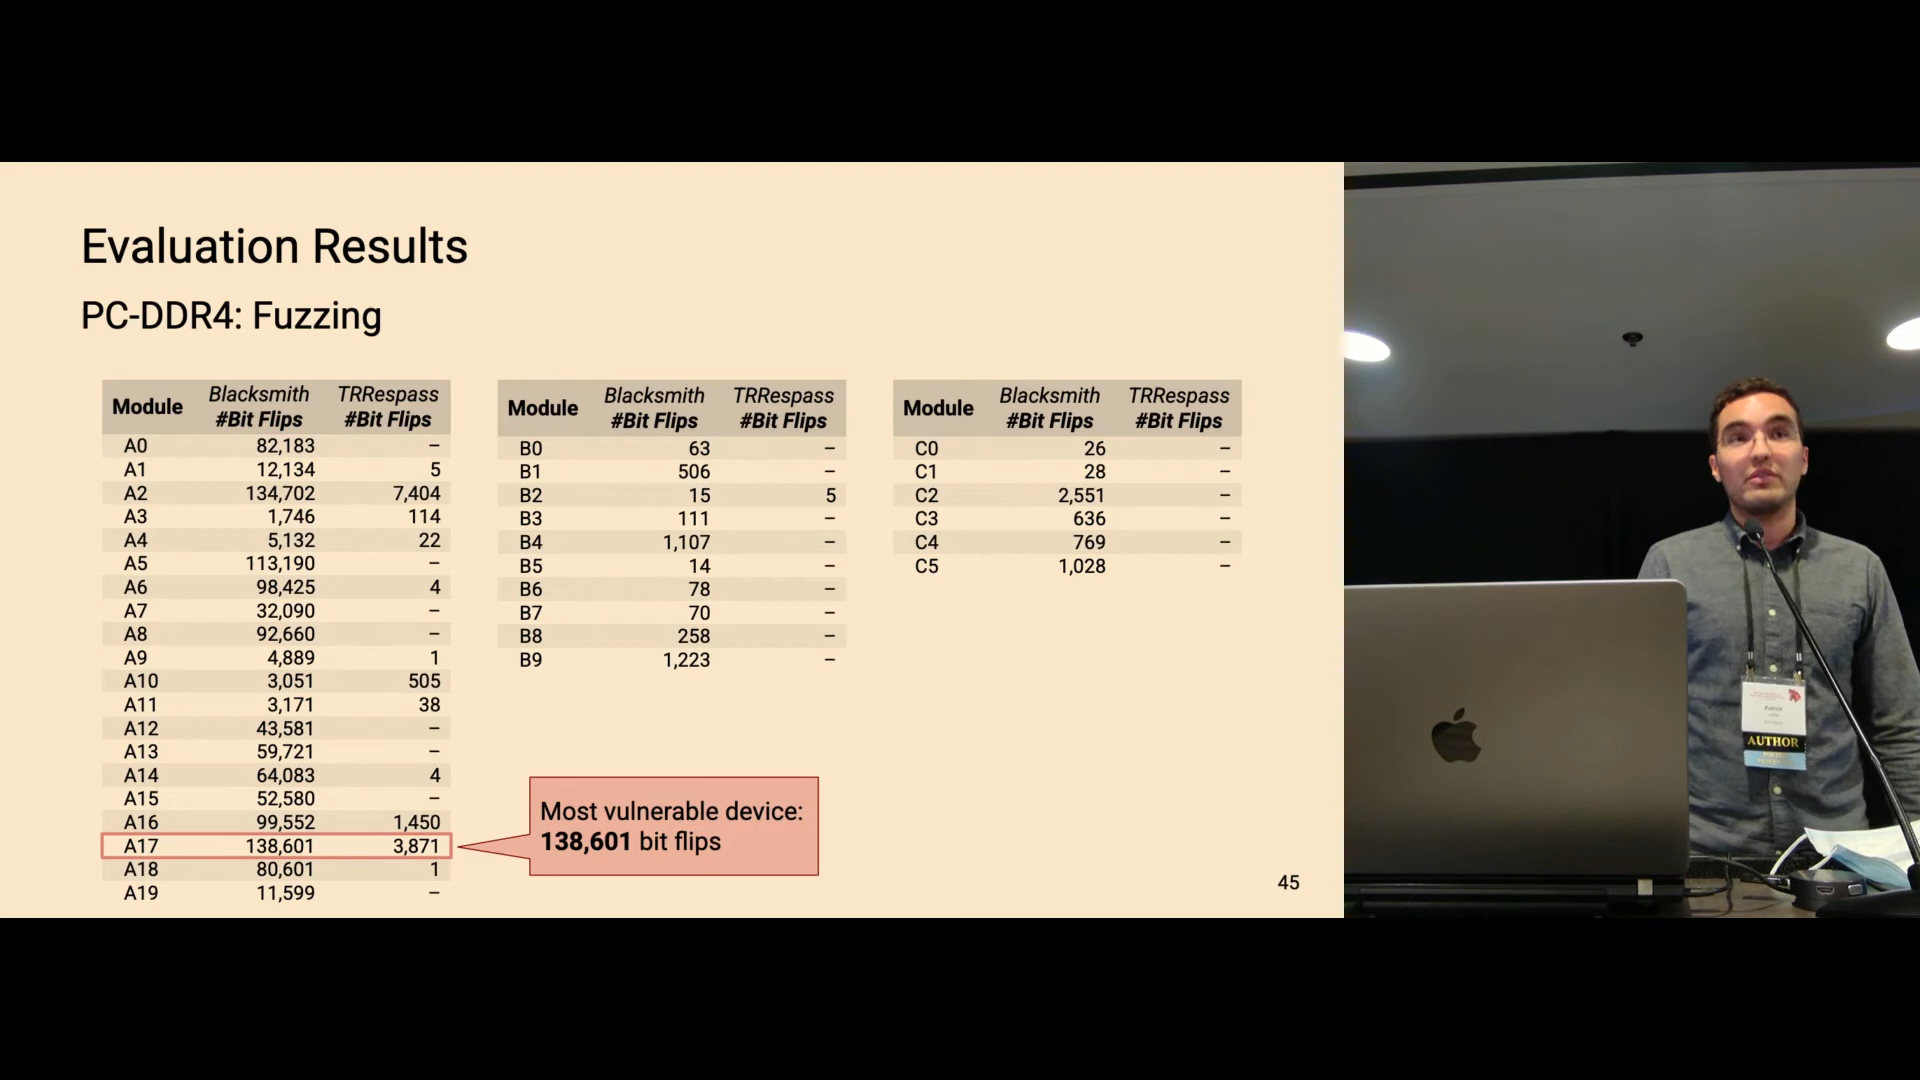 Evaluation Results
PC-DDR4: Fuzzing
Module Blacksmith #Bit Flips TRRespass #Bit Flips
A0 82,183 –
A1 12,134 5
A2 134,702 7,404
A3 1,746 114
A4 5,132 22
A5 113,190 –
A6 98,425 4
A7 32,090 –
A8 92,660 –
A9 4,889 1
A10 3,051 505
A11 3,171 38
A12 43,581 –
A13 59,721 –
A14 64,083 4
A15 52,580 –
A16 99,552 1,450
A17 138,601 3,871
A18 80,601 1
A19 11,599 –
Module Blacksmith #Bit Flips TRRespass #Bit Flips
B0 63 –
B1 506 –
B2 15 5
B3 111 –
B4 1,107 –
B5 14 –
B6 78 –
B7 70 –
B8 258 –
B9 1,223 –
Module Blacksmith #Bit Flips TRRespass #Bit Flips
C0 26 –
C1 28 –
C2 2,551 –
C3 636 –
C4 769 –
C5 1,028 –
Most vulnerable device:
138,601 bit flips
45
Patrick
AUTHOR